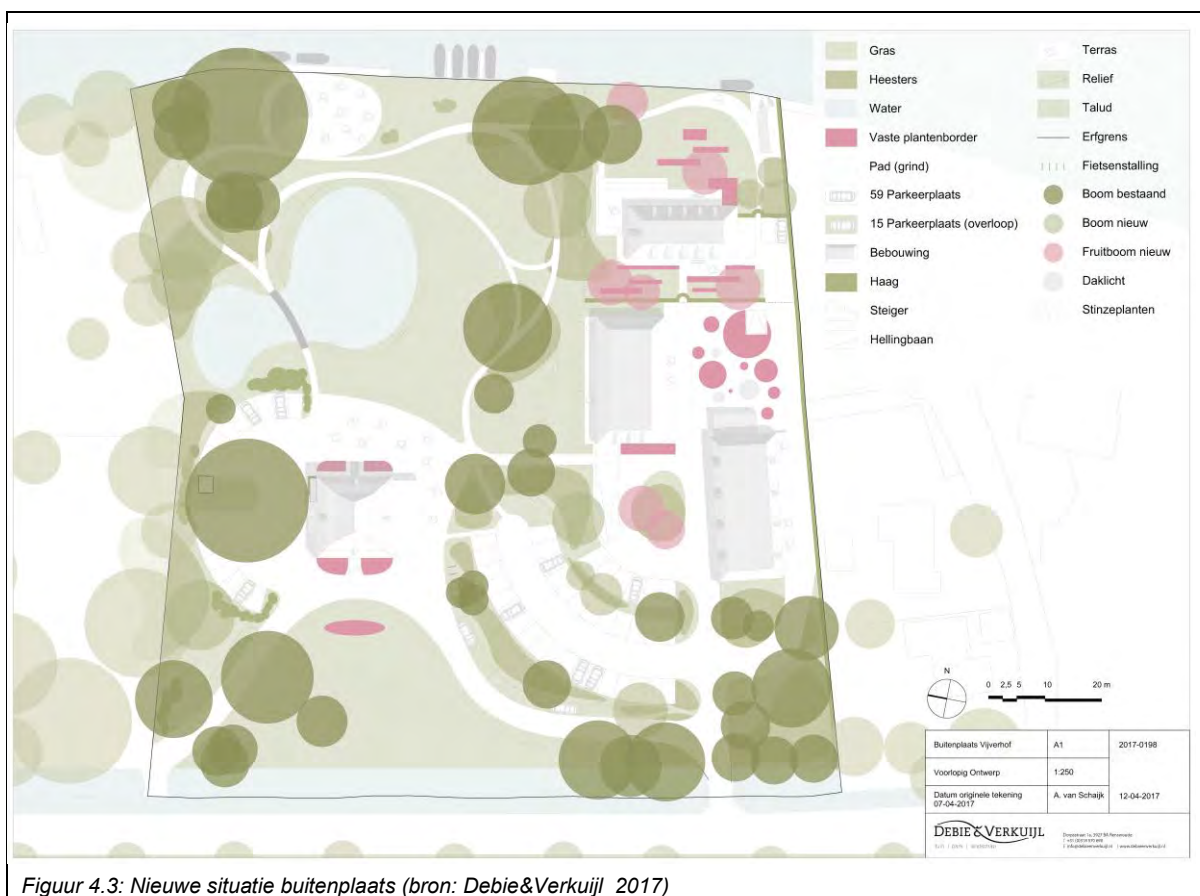 Gras
Heesters
Water
Vaste plantenborder
Pad (grind)
59 Parkeerplaats
15 Parkeerplaats (overloop)
Bebouwing
Haag
Steiger
Hellingbaan
Terras
Relief
Talud
Erfgrens
Fietsenstalling
Boom bestaand
Boom nieuw
Fruitboom nieuw
Daklicht
Stinzeplanten
N
0 2,5 5 10 20 m
Buitenplaats Vijverhof A1 2017-0198
Voorlopig Ontwerp 1:250
Datum originele tekening
07-04-2017 A. van Schaijk 12-04-2017
DEBIE & VERKUIJL
Figuur 4.3: Nieuwe situatie buitenplaats (bron: Debie&Verkuijl 2017)